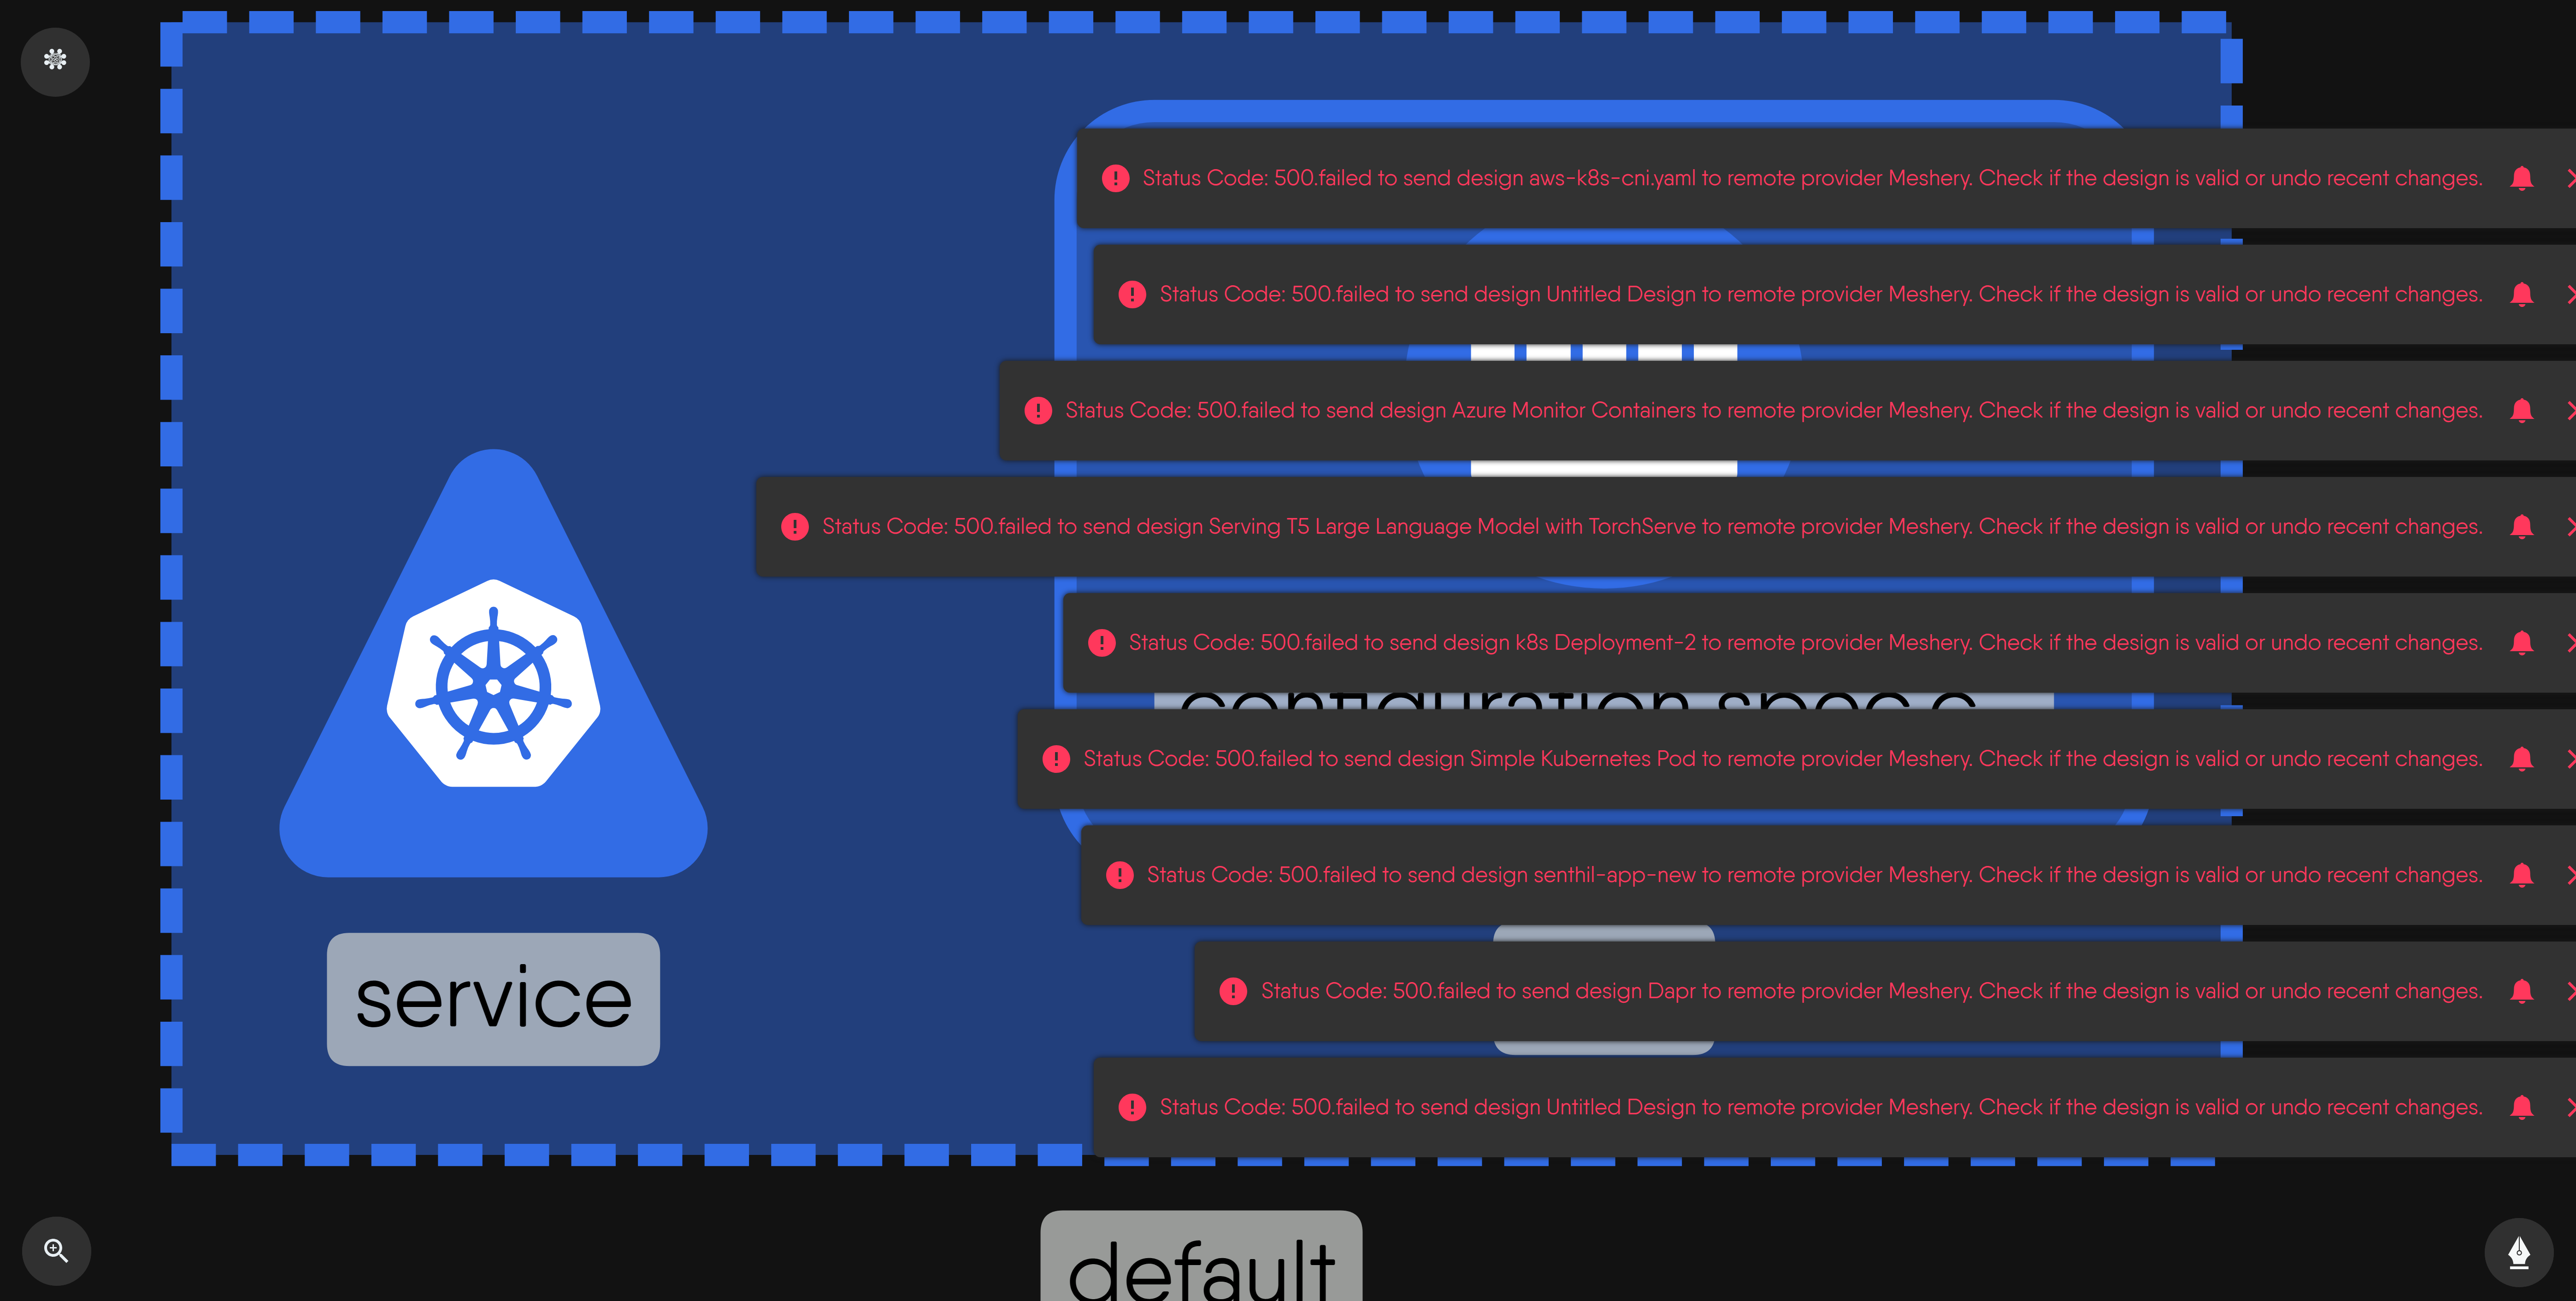 Status Code: 500.failed to send design aws-k8s-cni.yaml to remote provider Meshery. Check if the design is valid or undo recent changes.
Status Code: 500.failed to send design Untitled Design to remote provider Meshery. Check if the design is valid or undo recent changes.
Status Code: 500.failed to send design Azure Monitor Containers to remote provider Meshery. Check if the design is valid or undo recent changes.
Status Code: 500.failed to send design Serving T5 Large Language Model with TorchServe to remote provider Meshery. Check if the design is valid or undo recent changes.
Status Code: 500.failed to send design k8s Deployment-2 to remote provider Meshery. Check if the design is valid or undo recent changes.
Status Code: 500.failed to send design Simple Kubernetes Pod to remote provider Meshery. Check if the design is valid or undo recent changes.
Status Code: 500.failed to send design senthil-app-new to remote provider Meshery. Check if the design is valid or undo recent changes.
Status Code: 500.failed to send design Dapr to remote provider Meshery. Check if the design is valid or undo recent changes.
service
Status Code: 500.failed to send design Untitled Design to remote provider Meshery. Check if the design is valid or undo recent changes.
default